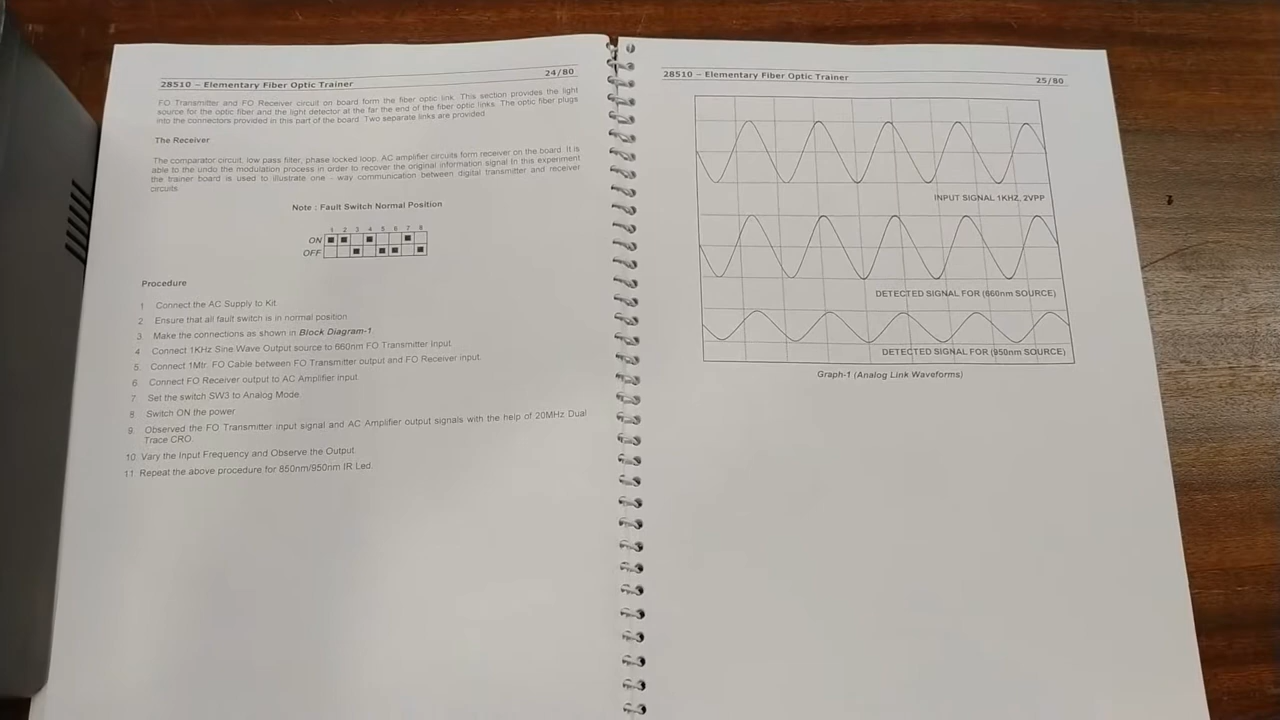 24/80
28510 – Elementary Fiber Optic Trainer
FO Transmitter and FO Receiver circuit on board form the fiber optic link. This section provides the light
source for the optic fiber and the light detector at the far the end of the fiber optic links. The optic fiber plugs
into the connectors provided in this part of the board. Two separate links are provided
The Receiver
The comparator circuit, low pass filter, phase locked loop, AC amplifier circuits form receiver on the board. It is
able to the undo the modulation process in order to recover the original information signal In this experiment
the trainer board is used to illustrate one - way communication between digital transmitter and receiver
circuits
Note : Fault Switch Normal Position
1 2 3 4 5 6 7 8
ON
OFF
Procedure
1 Connect the AC Supply to Kit.
2. Ensure that all fault switch is in normal position.
3. Make the connections as shown in Block Diagram-1.
4 Connect 1KHz Sine Wave Output source to 660nm FO Transmitter Input.
5. Connect 1Mtr. FO Cable between FO Transmitter output and FO Receiver input.
6. Connect FO Receiver output to AC Amplifier input.
7 Set the switch SW3 to Analog Mode.
8 Switch ON the power
9. Observed the FO Transmitter input signal and AC Amplifier output signals with the help of 20MHz Dual
Trace CRO.
10. Vary the Input Frequency and Observe the Output.
11 Repeat the above procedure for 850nm/950nm IR Led.
28510 – Elementary Fiber Optic Trainer
25/80
INPUT SIGNAL 1KHZ, 2VPP
DETECTED SIGNAL FOR (660nm SOURCE)
DETECTED SIGNAL FOR (950nm SOURCE)
Graph-1 (Analog Link Waveforms)